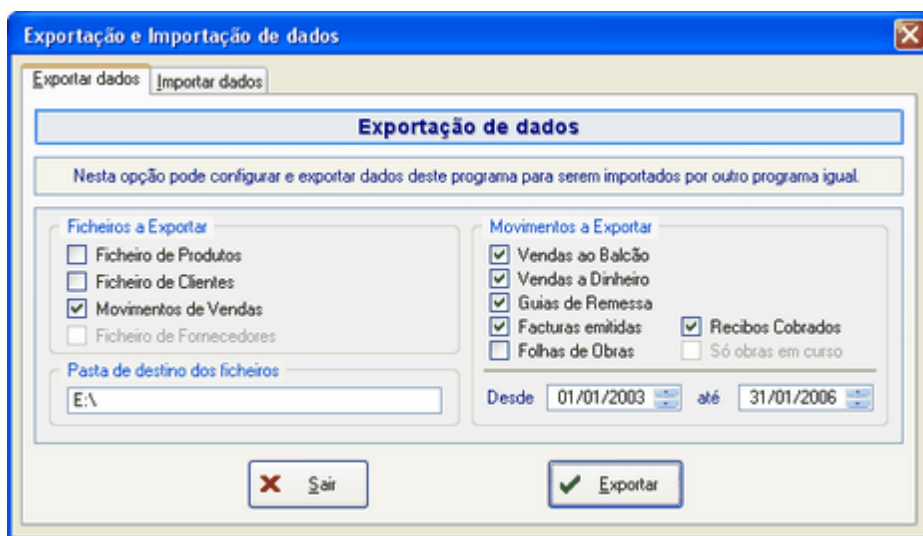 Exportação e Importação de dados
Exportar dados
Importar dados
Exportação de dados
Nesta opção pode configurar e exportar dados deste programa para serem importados por outro programa igual.
Ficheiros a Exportar
Ficheiro de Produtos
Ficheiro de Clientes
Movimentos de Vendas
Ficheiro de Fornecedores
Pasta de destino dos ficheiros
E:\
Movimentos a Exportar
Vendas ao Balcão
Vendas a Dinheiro
Guias de Remessa
Facturas emitidas
Recibos Cobrados
Folhas de Obras
Só obras em curso
Desde 01/01/2003 até 31/01/2006
Sair
Exportar